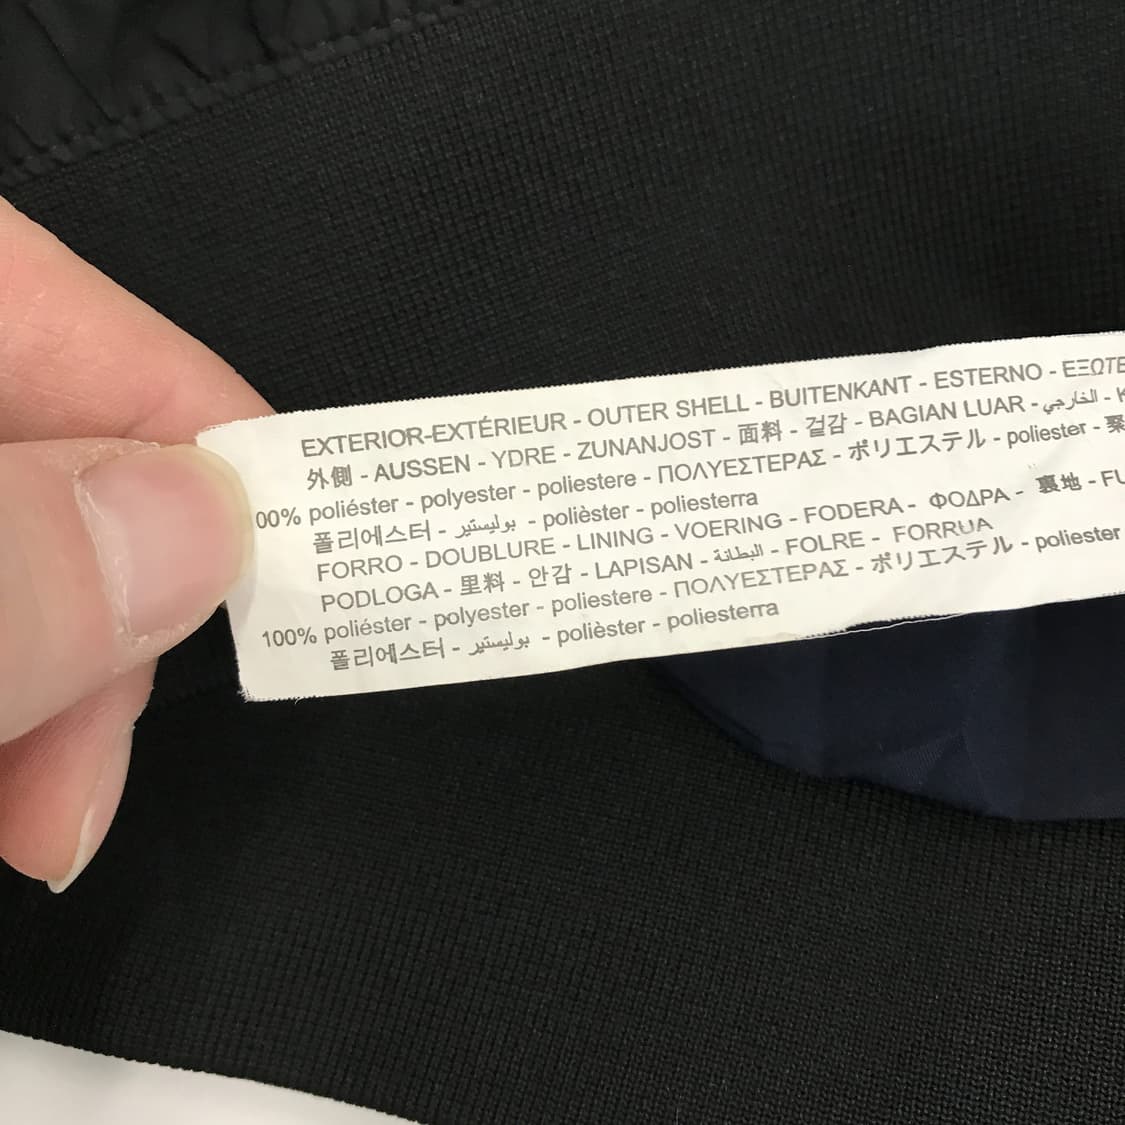 EXTERIOR-EXTÉRIEUR - OUTER SHELL - BUITENKANT - ESTERNO - ΕΞΩΤΕ
外側 - AUSSEN - YDRE - ZUNANJOST - 面料 - 겉감 - BAGIAN LUAR - الخارجي - K
00% poliéster - polyester - poliestere - ΠΟΛΥΕΣΤΕΡΑΣ - ポリエステル - poliester - 聚
폴리에스터 - بوليستير - polièster - poliesterra
FORRO - DOUBLURE - LINING - VOERING - FODERA - ΦΟΔΡΑ - 裏地 - FU
PODLOGA - 里料 - 안감 - LAPISAN - البطانة - FOLRE - FORRUA
100% poliéster - polyester - poliestere - ΠΟΛΥΕΣΤΕΡΑΣ - ポリエステル - poliester
폴리에스터 - بوليستير - polièster - poliesterra